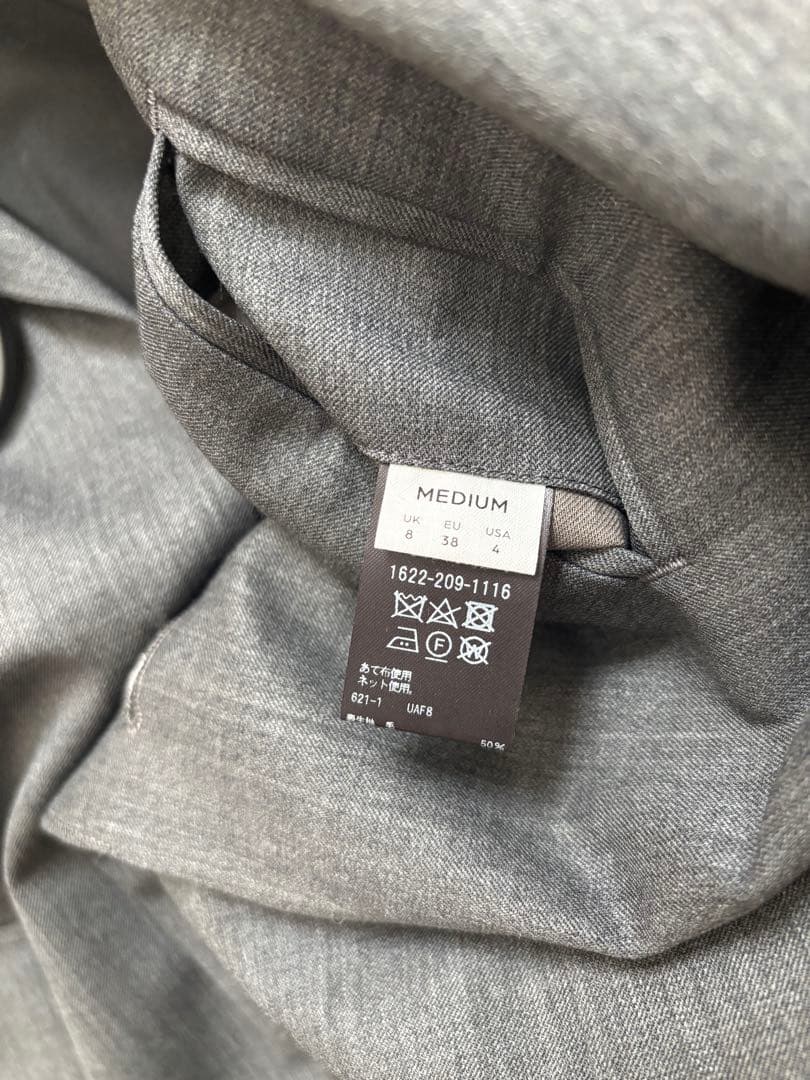 MEDIUM
UK EU USA
8 38 4
1622-209-1116
F W
あて布使用
ネット使用。
621-1 UAF8
50%